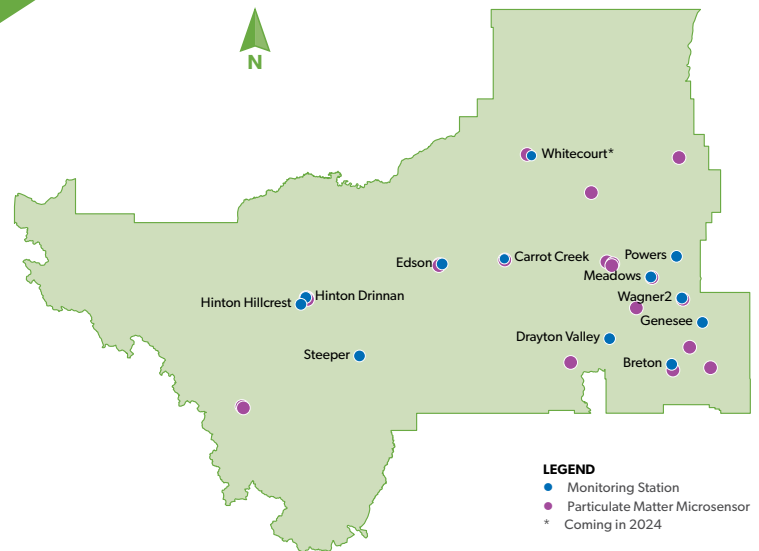 N
Whitecourt*
Edson
Carrot Creek
Powers
Meadows
Hinton Drinnan
Hinton Hillcrest
Wagner2
Genesee
Drayton Valley
Steeper
Breton
LEGEND
Monitoring Station
Particulate Matter Microsensor
* Coming in 2024